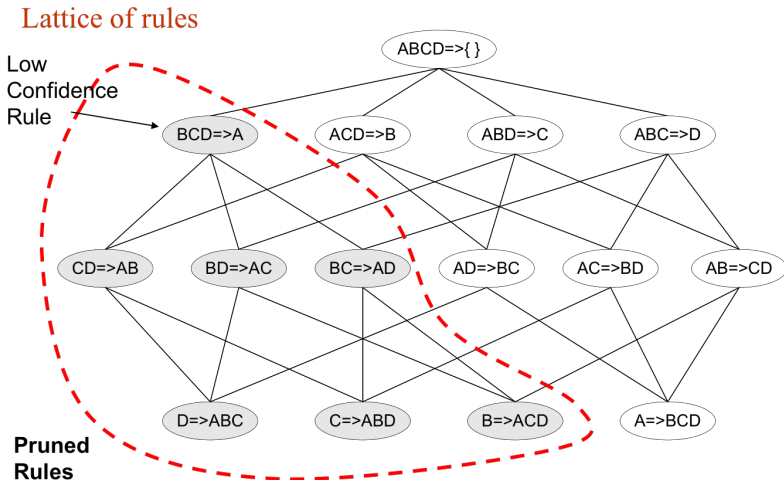 Lattice of rules
ABCD=>{ }
Low
Confidence
Rule
BCD=>A
ACD=>B
ABD=>C
ABC=>D
CD=>AB
BD=>AC
BC=>AD
AD=>BC
AC=>BD
AB=>CD
D=>ABC
C=>ABD
B=>ACD
A=>BCD
Pruned
Rules